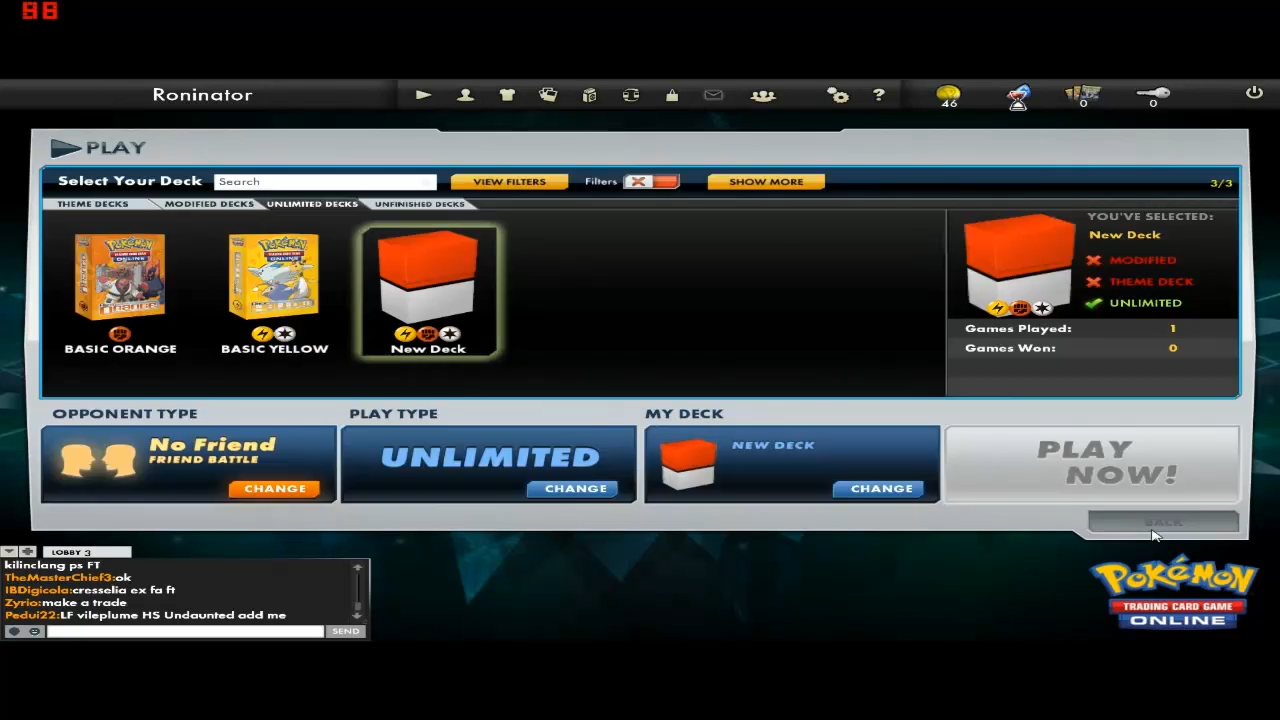 98
Roninator
?
46
0
0
PLAY
Select Your Deck
Search
VIEW FILTERS
Filters
SHOW MORE
3/3
THEME DECKS
MODIFIED DECKS
UNLIMITED DECKS
UNFINISHED DECKS
BASIC ORANGE
BASIC YELLOW
New Deck
YOU'VE SELECTED:
New Deck
MODIFIED
THEME DECK
UNLIMITED
Games Played: 1
Games Won: 0
OPPONENT TYPE
No Friend
FRIEND BATTLE
CHANGE
PLAY TYPE
UNLIMITED
CHANGE
MY DECK
NEW DECK
CHANGE
PLAY
NOW!
BACK
LOBBY 3
kilinclang ps FT
TheMasterChief3:ok
IBDigicola:cresselia ex fa ft
Zyrio:make a trade
Pedui22:LF vileplume HS Undaunted add me
SEND
POKéMON
TRADING CARD GAME
ONLINE